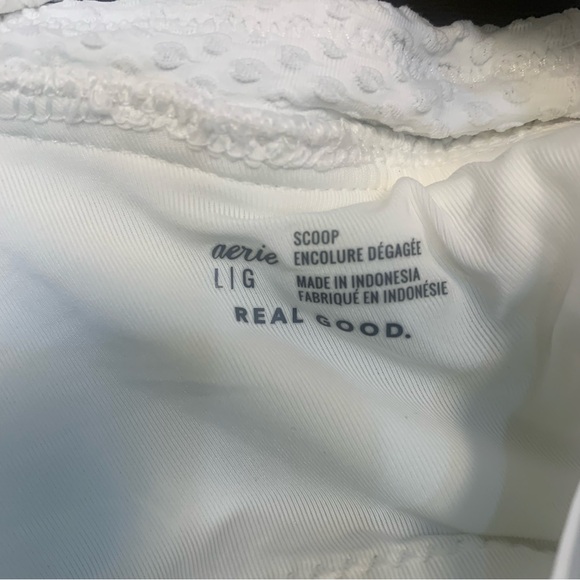 aerie
L|G
SCOOP
ENCOLURE DÉGAGÉE
MADE IN INDONESIA
FABRIQUÉ EN INDONÉSIE
REAL GOOD.